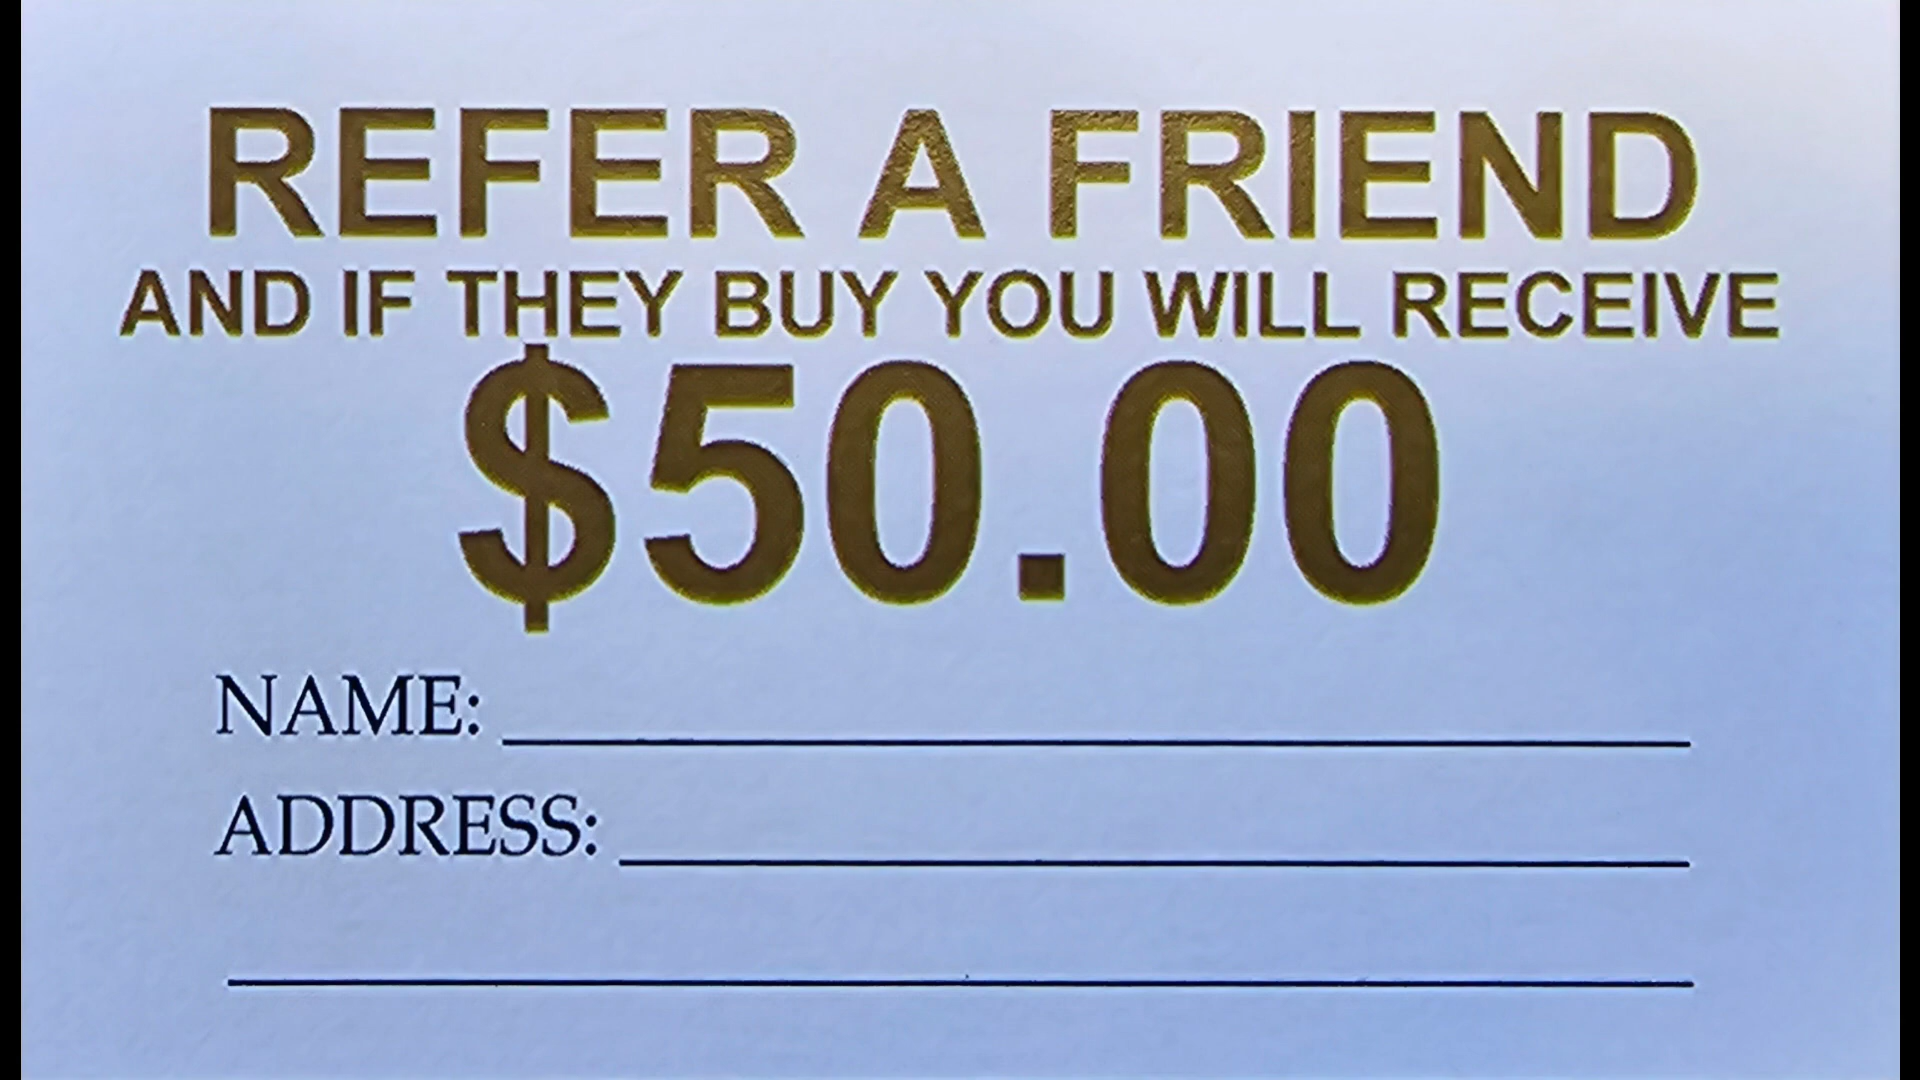 REFER A FRIEND
AND IF THEY BUY YOU WILL RECEIVE
$50.00
NAME:
ADDRESS: